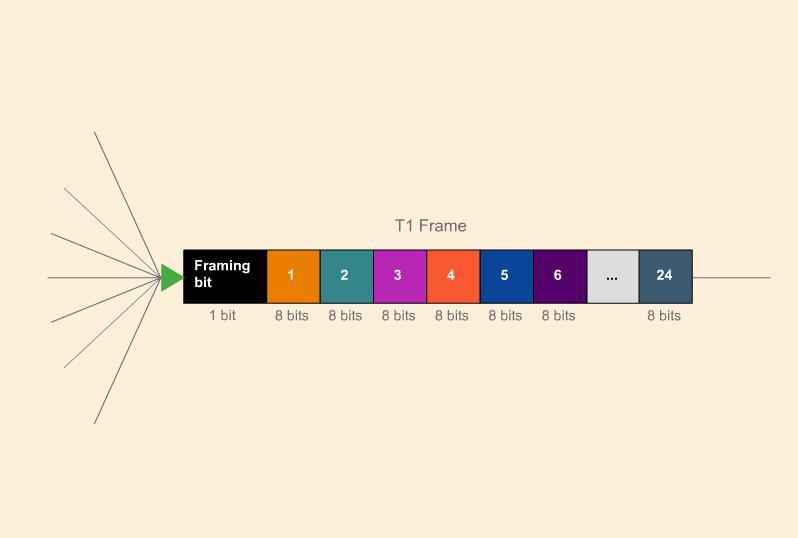 T1 Frame
Framing
bit
1
2
3
4
5
6
...
24
1 bit
8 bits
8 bits
8 bits
8 bits
8 bits
8 bits
8 bits